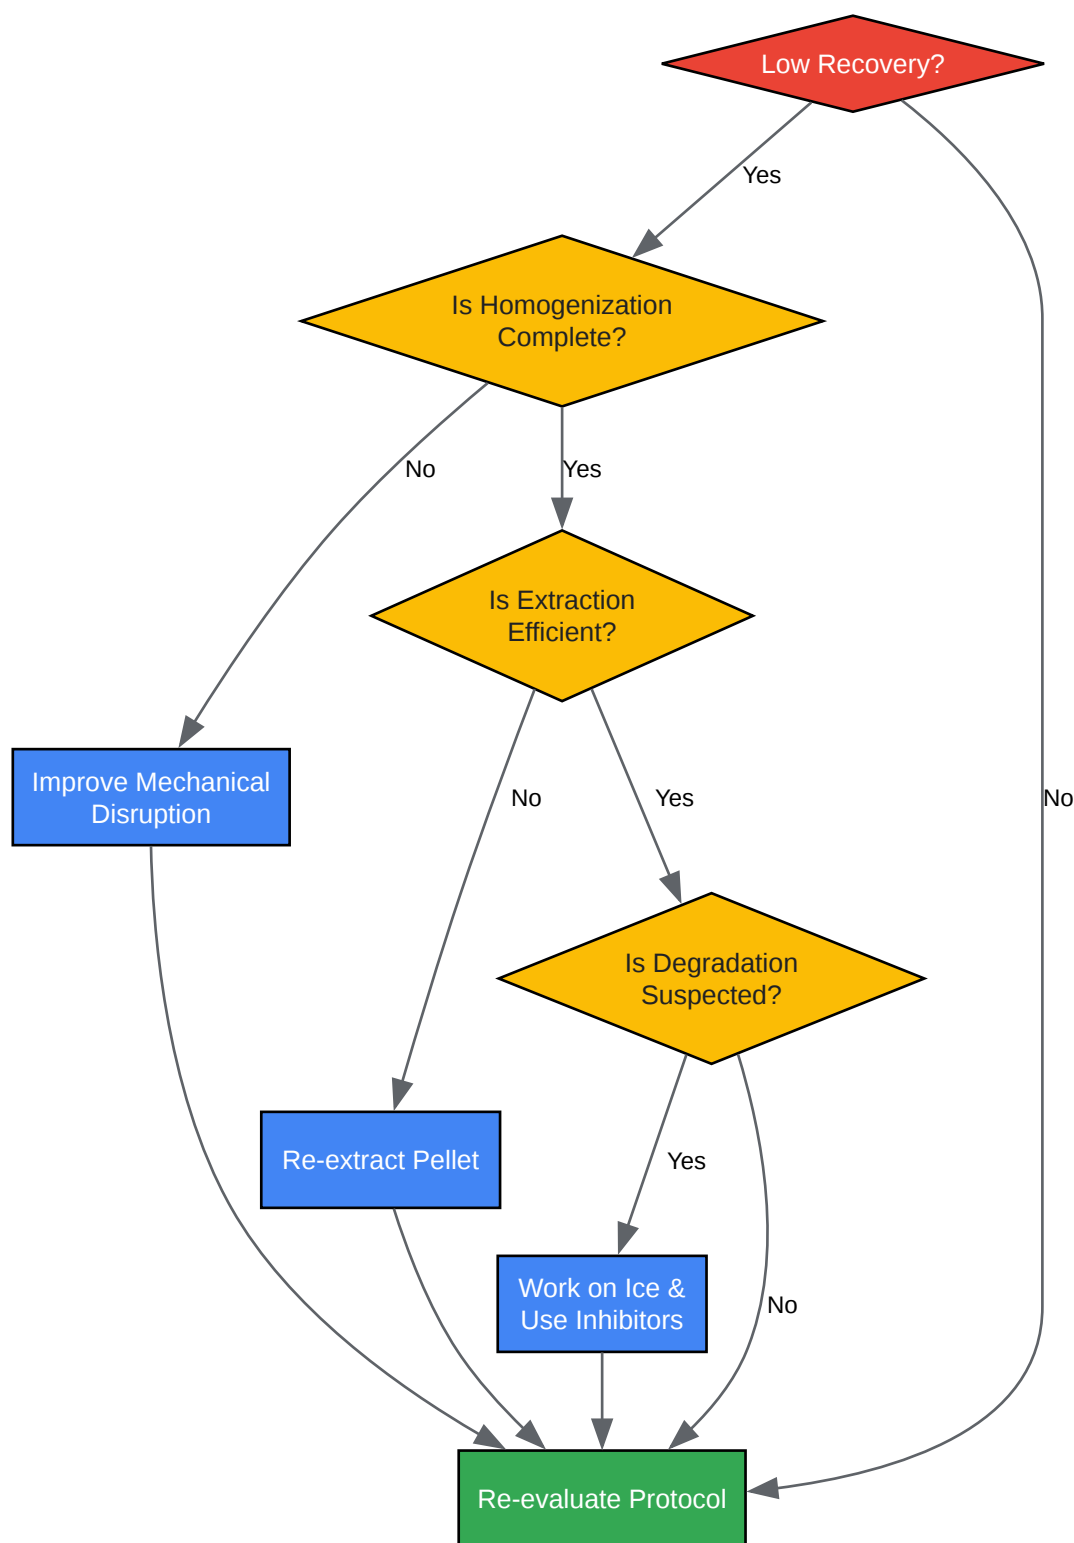 Low Recovery?
Yes
Is Homogenization
Complete?
No
Yes
Is Extraction
Efficient?
Improve Mechanical
Disruption
No
Yes
No
Is Degradation
Suspected?
Re-extract Pellet
Yes
Work on Ice &
Use Inhibitors
No
Re-evaluate Protocol